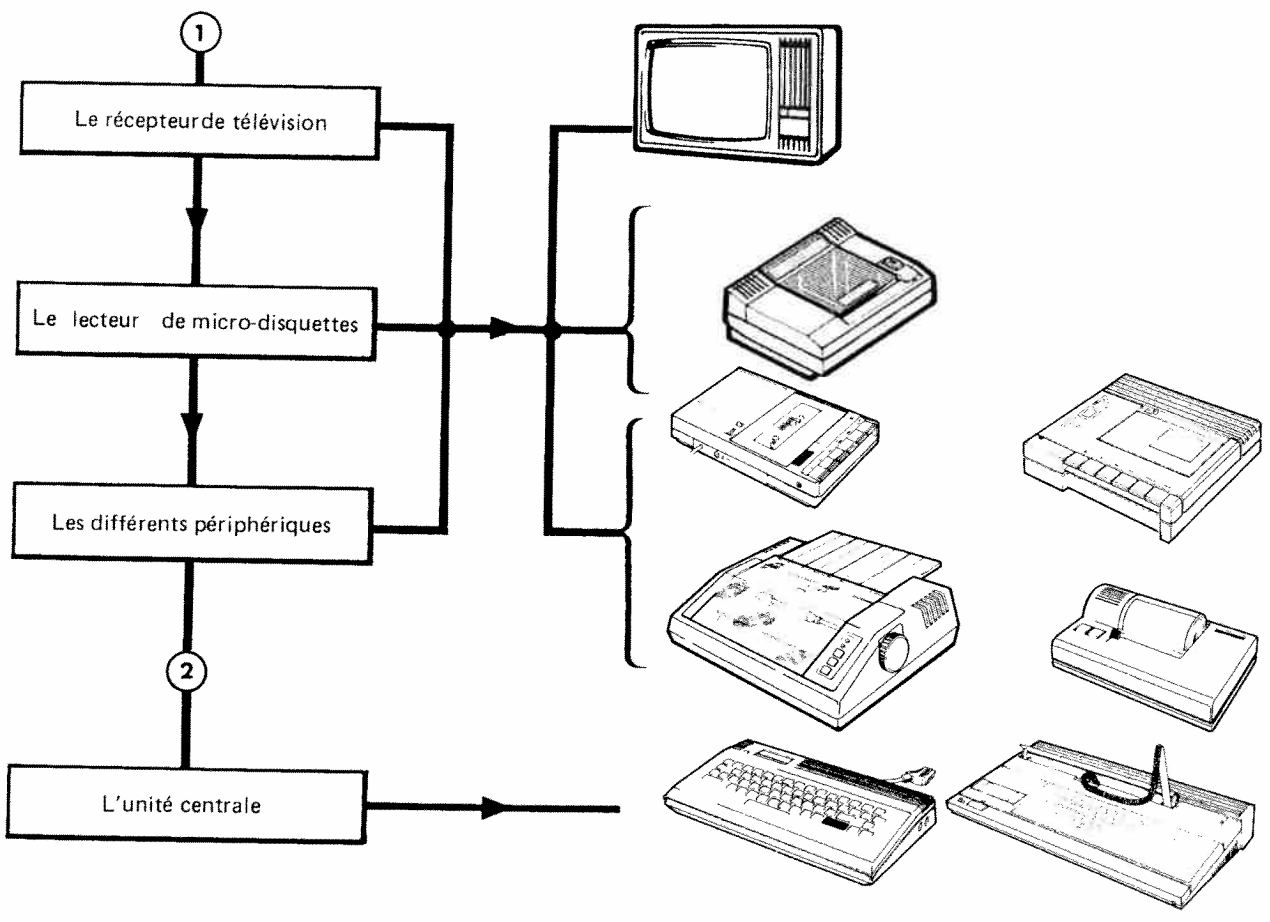 1
Le récepteur de télévision
Le lecteur de micro-disquettes
Les différents périphériques
2
L'unité centrale